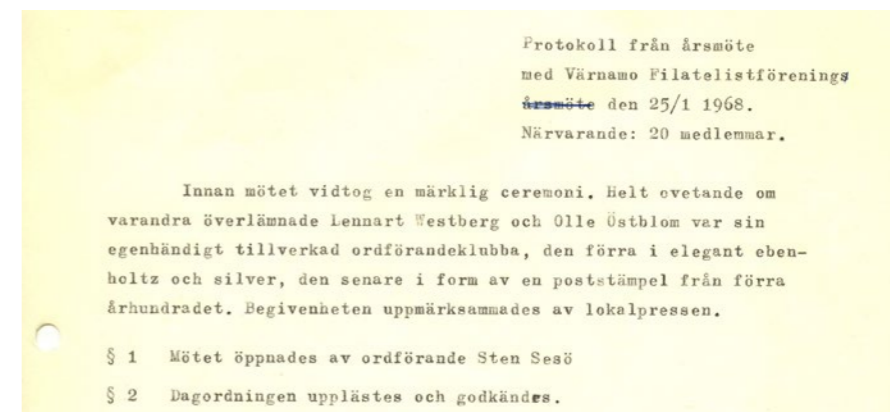 Protokoll från årsmöte
med Värnamo Filatelistförenings
årsmöte den 25/1 1968.
Närvarande: 20 medlemmar.
Innan mötet vidtog en märklig ceremoni. Helt ovetande om
varandra överlämnade Lennart Westberg och Olle Östblom var sin
egenhändigt tillverkad ordförandeklubba, den förra i elegant eben-
holtz och silver, den senare i form av en poststämpel från förra
århundradet. Begivenheten uppmärksammades av lokalpressen.
§ 1 Mötet öppnades av ordförande Sten Sesö
§ 2 Dagordningen upplästes och godkändes.